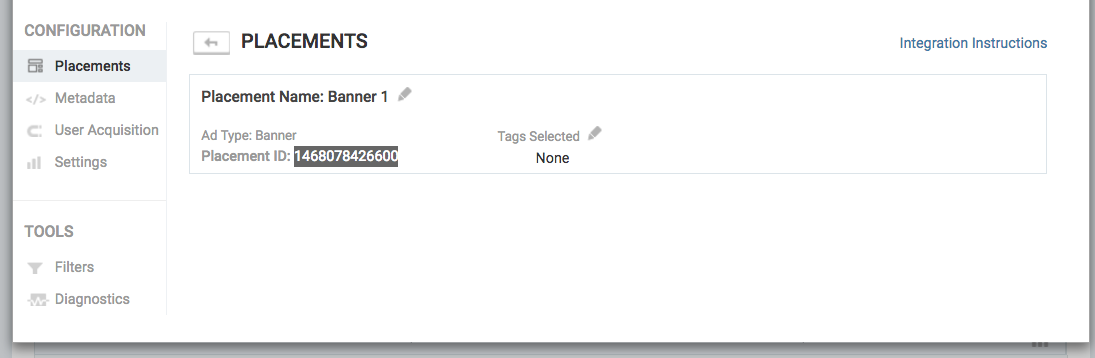 CONFIGURATION
Placements
Metadata
User Acquisition
Settings
TOOLS
Filters
Diagnostics
PLACEMENTS
Integration Instructions
Placement Name: Banner 1
Ad Type: Banner
Placement ID: 1468078426600
Tags Selected
None